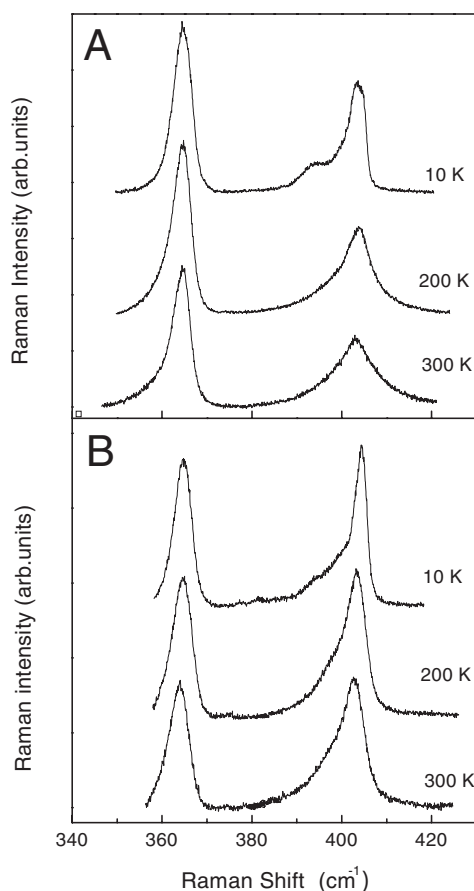 A
Raman Intensity (arb.units)
10 K
200 K
300 K
B
Raman intensity (arb.units)
10 K
200 K
300 K
340 360 380 400 420
Raman Shift (cm-1)